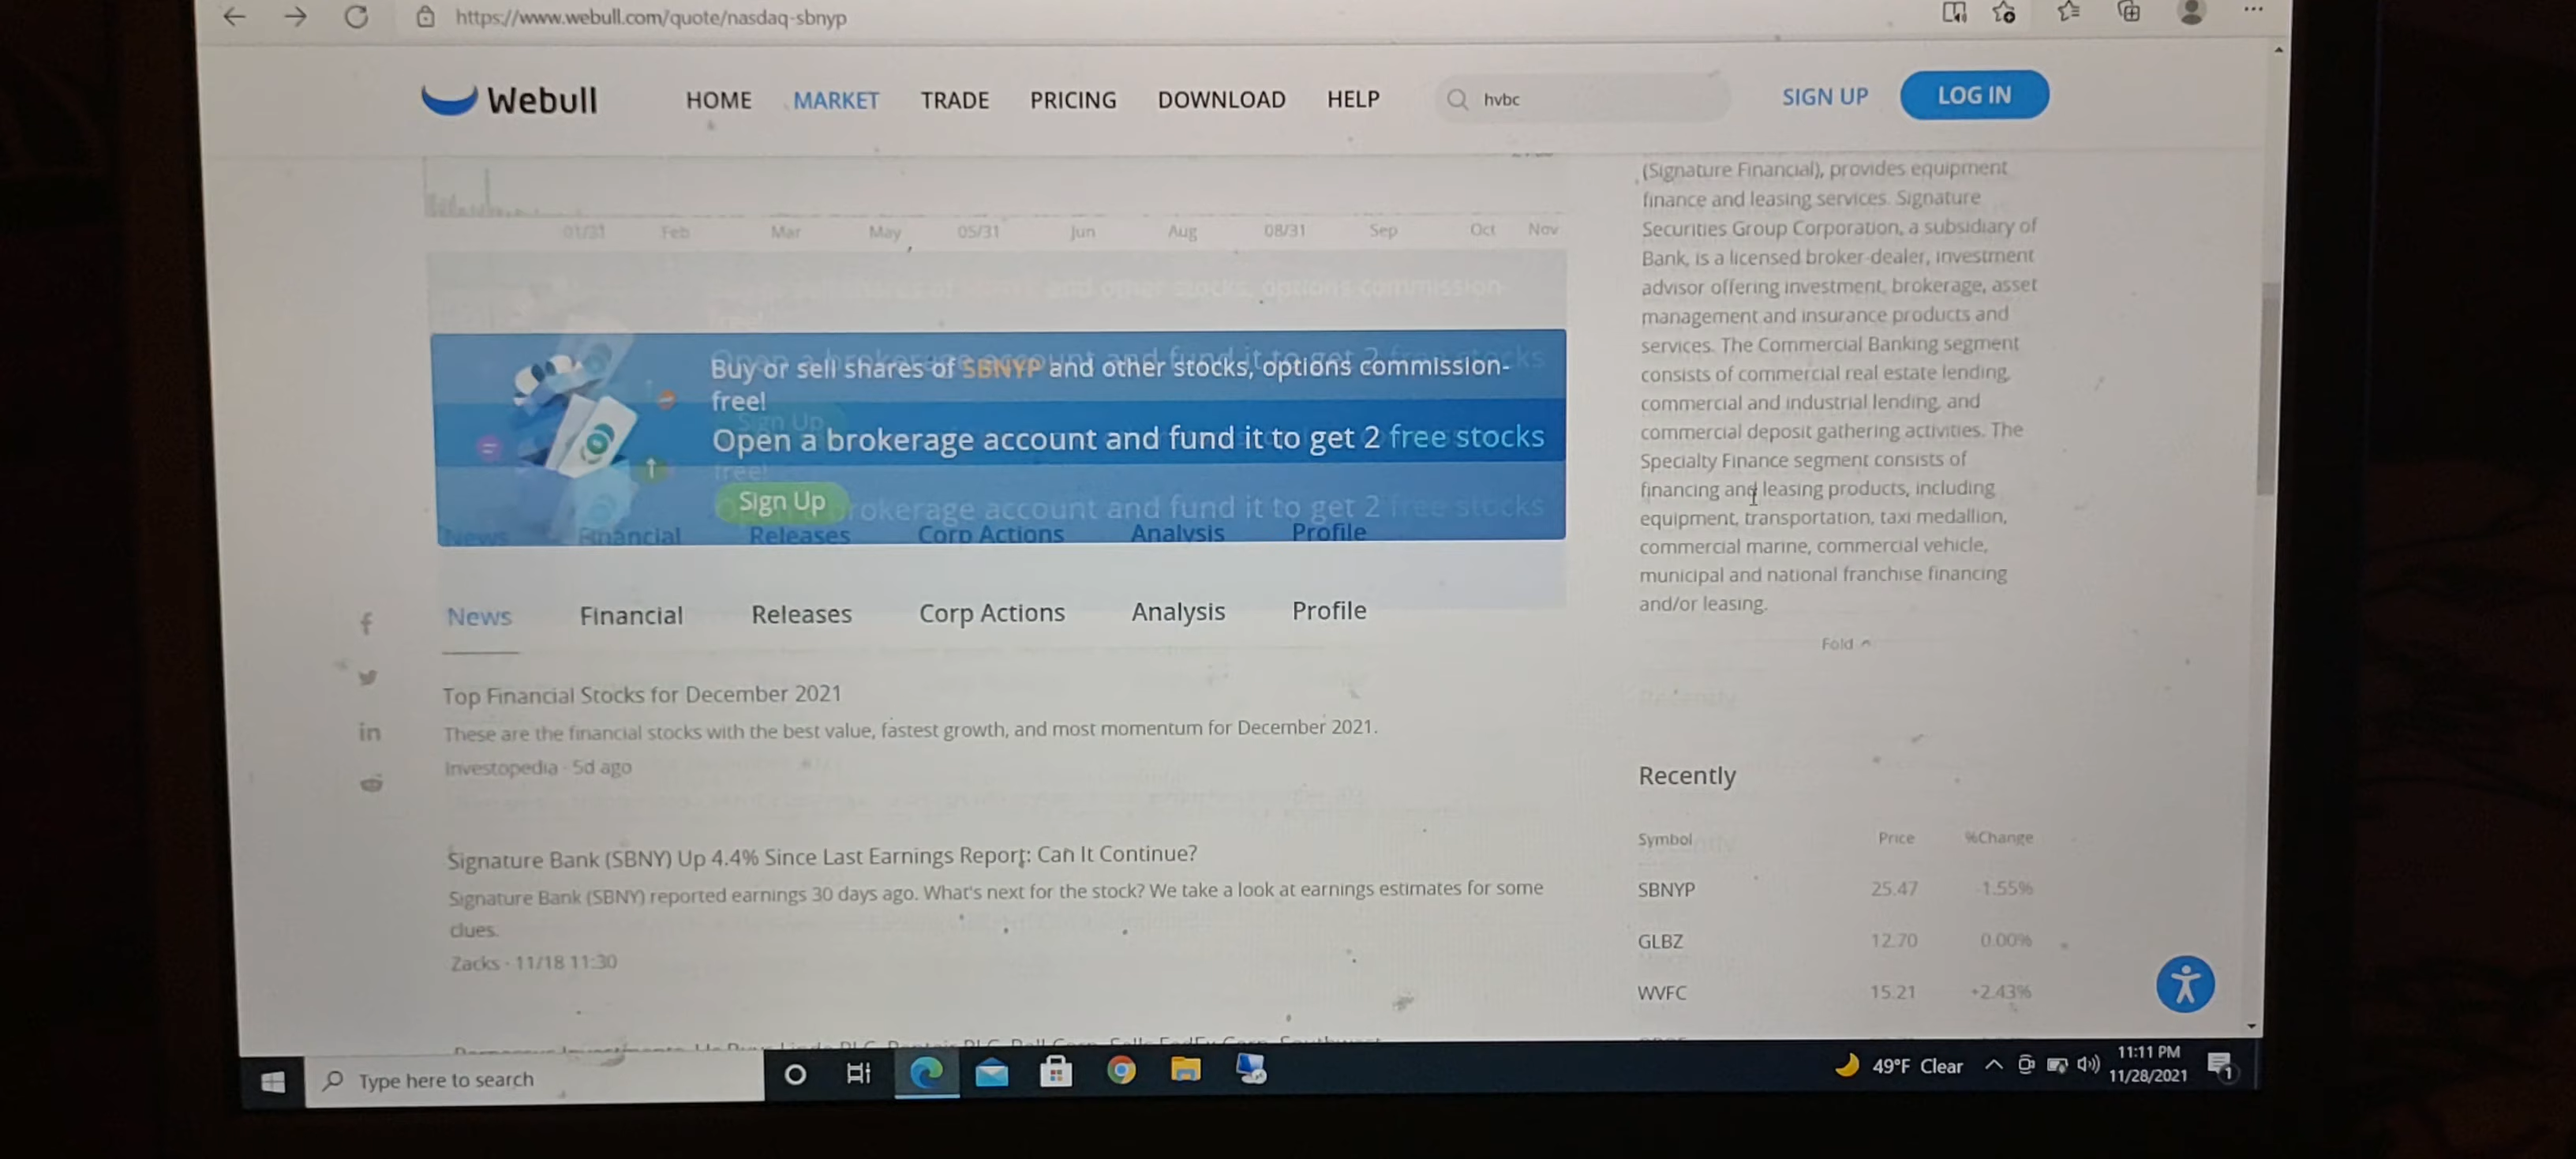 https://www.webull.com/quote/nasdaq-sbnyp
Webull
HOME MARKET TRADE PRICING DOWNLOAD HELP
hvbc
SIGN UP LOG IN
01/31 Feb Mar May 05/31 Jun Aug 08/31 Sep Oct Nov
Buy or sell shares of SBNYP and other stocks, options commission-
free!
Open a brokerage account and fund it to get 2 free stocks
Sign Up
News Financial Releases Corp Actions Analysis Profile
Top Financial Stocks for December 2021
These are the financial stocks with the best value, fastest growth, and most momentum for December 2021.
Investopedia · 5d ago
Signature Bank (SBNY) Up 4.4% Since Last Earnings Report: Can It Continue?
Signature Bank (SBNY) reported earnings 30 days ago. What's next for the stock? We take a look at earnings estimates for some
clues.
Zacks · 11/18 11:30
(Signature Financial), provides equipment
finance and leasing services. Signature
Securities Group Corporation, a subsidiary of
Bank, is a licensed broker-dealer, investment
advisor offering investment, brokerage, asset
management and insurance products and
services. The Commercial Banking segment
consists of commercial real estate lending,
commercial and industrial lending, and
commercial deposit gathering activities. The
Specialty Finance segment consists of
financing and leasing products, including
equipment, transportation, taxi medallion,
commercial marine, commercial vehicle,
municipal and national franchise financing
and/or leasing.
Fold
Recently
Symbol Price %Change
SBNYP 25.47 -1.55%
GLBZ 12.70 0.00%
WVFC 15.21 +2.43%
Type here to search
49°F Clear
11:11 PM
11/28/2021
1